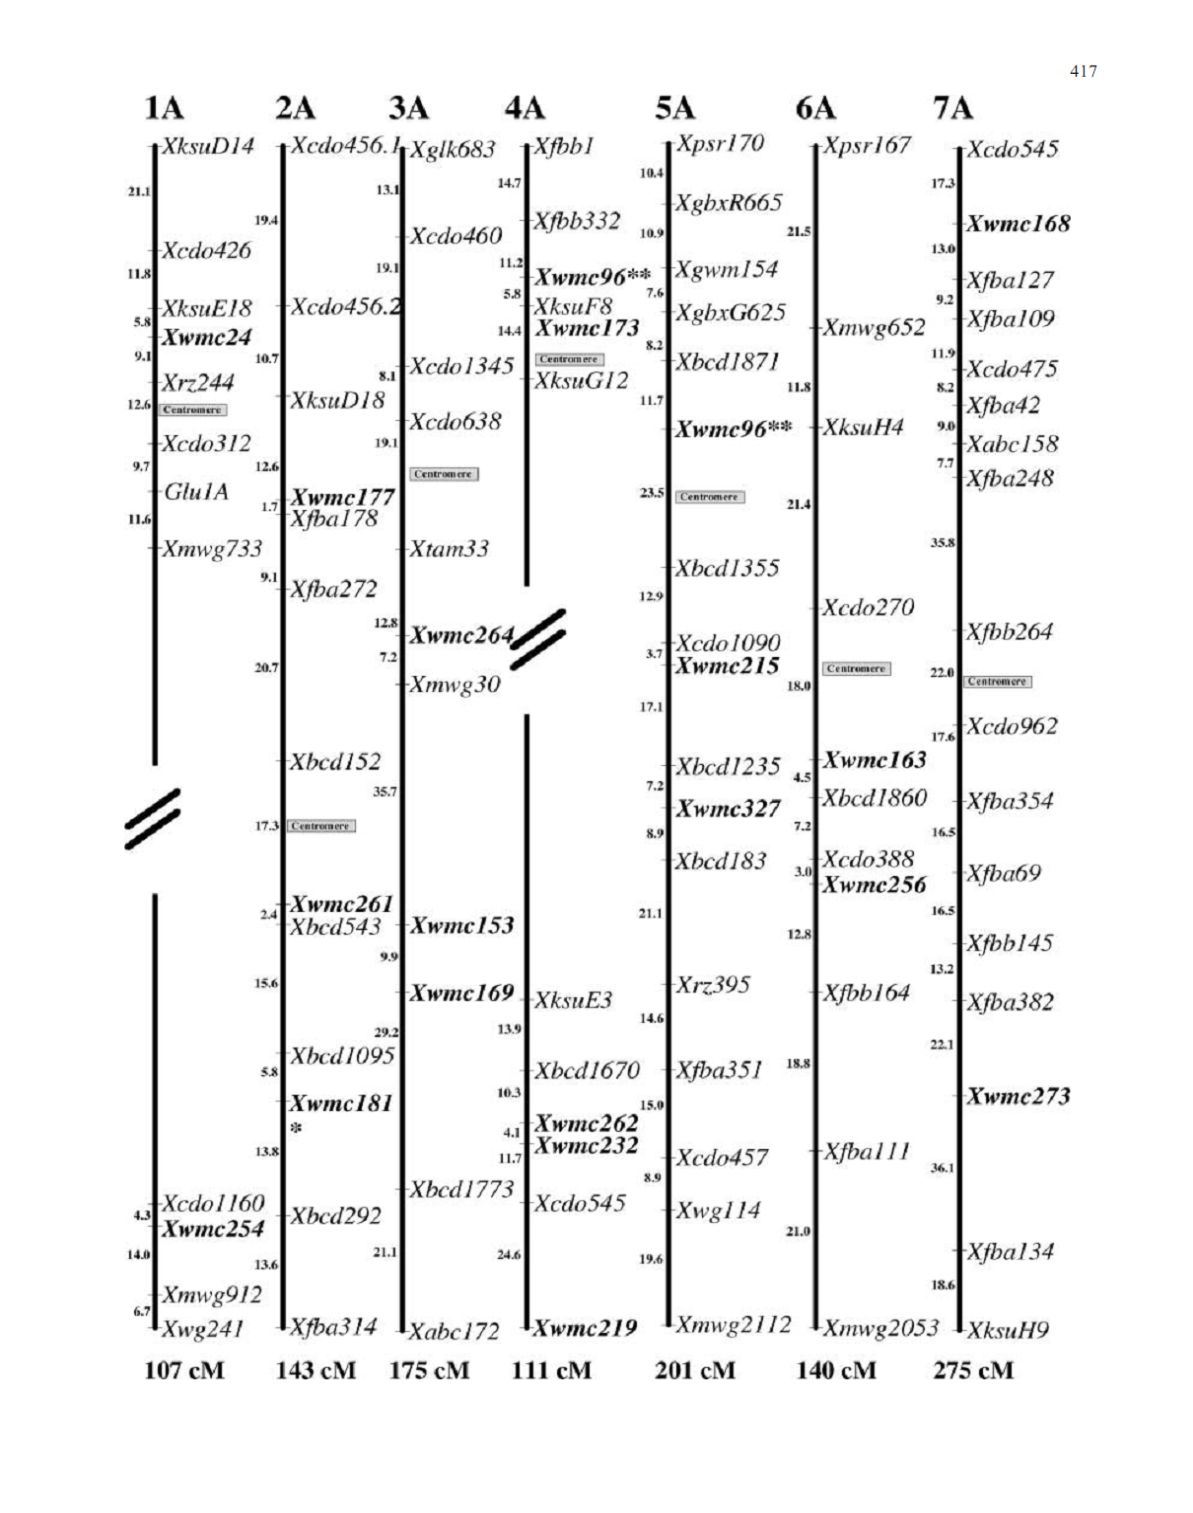 417
1A 2A 3A 4A 5A 6A 7A
XksuD14
21.1
Xcdo426
11.8
XksuE18
5.8
Xwmc24
9.1
Xrz244
12.6
Centromere
Xcdo312
9.7
Glu1A
11.6
Xmwg733
Xcdo1160
4.3
Xwmc254
14.0
Xmwg912
6.7
Xwg241
107 cM
Xcdo456.1
19.4
Xcdo456.2
10.7
XksuD18
12.6
Xwmc177
1.7
Xfba178
9.1
Xfba272
20.7
Xbcd152
17.3
Centromere
Xwmc261
2.4
Xbcd543
15.6
Xbcd1095
5.8
Xwmc181
*
13.8
Xbcd292
13.6
Xfba314
143 cM
Xglk683
13.1
Xcdo460
19.1
Xcdo1345
8.1
Xcdo638
19.1
Centromere
Xtam33
12.8
Xwmc264
7.2
Xmwg30
35.7
Xwmc153
9.9
Xwmc169
29.2
Xbcd1773
21.1
Xabc172
175 cM
Xfbb1
14.7
Xfbb332
11.2
Xwmc96**
5.8
XksuF8
Xwmc173
14.4
Centromere
XksuG12
XksuE3
13.9
Xbcd1670
10.3
Xwmc262
4.1
Xwmc232
11.7
Xcdo545
24.6
Xwmc219
111 cM
Xpsr170
10.4
XgbxR665
10.9
Xgwm154
7.6
XgbxG625
8.2
Xbcd1871
11.7
Xwmc96**
23.5
Centromere
Xbcd1355
12.9
Xcdo1090
3.7
Xwmc215
17.1
Xbcd1235
7.2
Xwmc327
8.9
Xbcd183
21.1
Xrz395
14.6
Xfba351
15.0
Xcdo457
8.9
Xwg114
19.6
Xmwg2112
201 cM
Xpsr167
21.5
Xmwg652
11.8
XksuH4
21.4
Xcdo270
Centromere
18.0
Xwmc163
4.5
Xbcd1860
7.2
Xcdo388
3.0
Xwmc256
12.8
Xfbb164
18.8
Xfba111
21.0
Xmwg2053
140 cM
Xcdo545
17.3
Xwmc168
13.0
Xfba127
9.2
Xfba109
11.9
Xcdo475
8.2
Xfba42
9.0
Xabc158
7.7
Xfba248
35.8
Xfbb264
22.0
Centromere
Xcdo962
17.6
Xfba354
16.5
Xfba69
16.5
Xfbb145
13.2
Xfba382
22.1
Xwmc273
36.1
Xfba134
18.6
XksuH9
275 cM